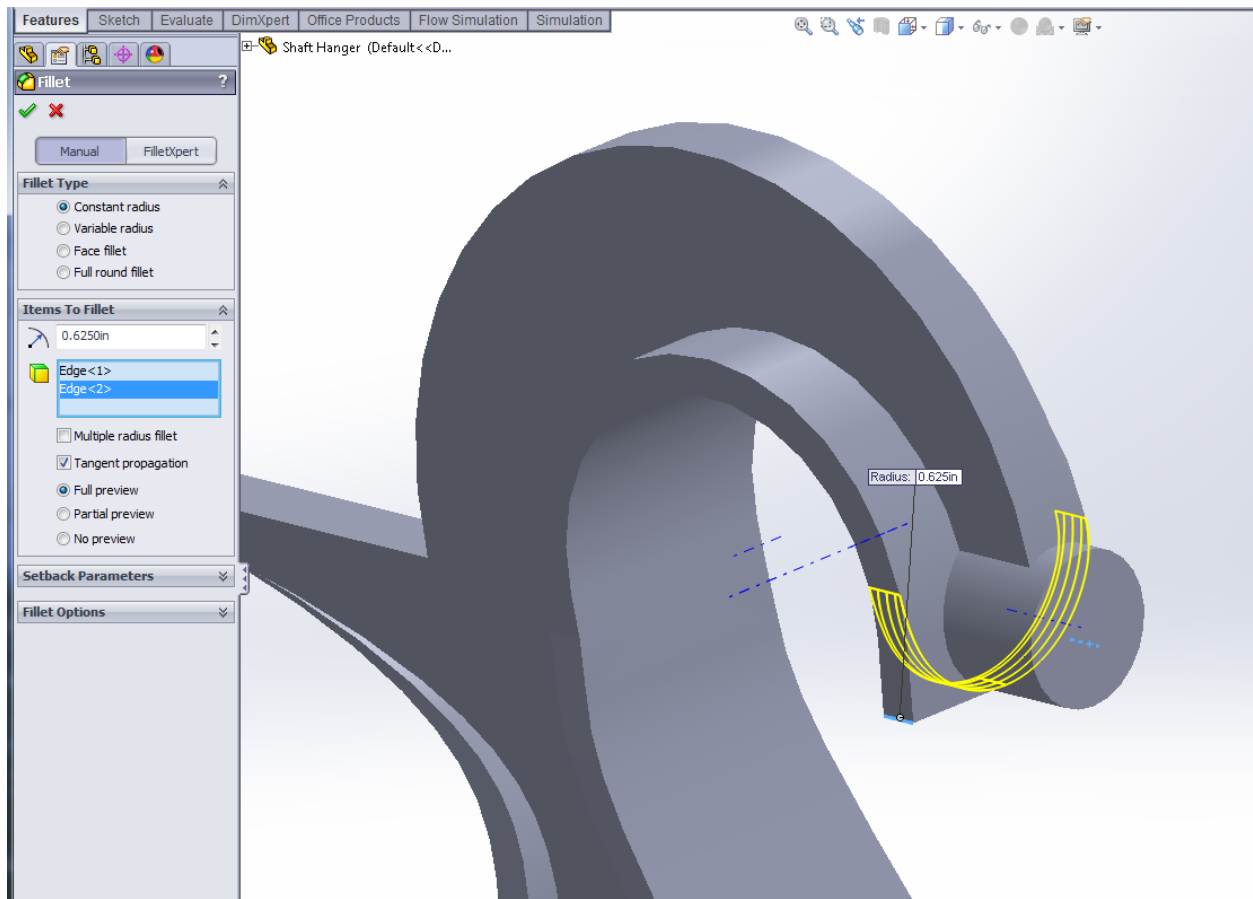 Features Sketch Evaluate DimXpert Office Products Flow Simulation Simulation
Shaft Hanger (Default<<D...
Fillet ?
Manual FilletXpert
Fillet Type
Constant radius
Variable radius
Face fillet
Full round fillet
Items To Fillet
0.6250in
Edge<1>
Edge<2>
Multiple radius fillet
Tangent propagation
Full preview
Partial preview
No preview
Setback Parameters
Fillet Options
Radius: 0.625in